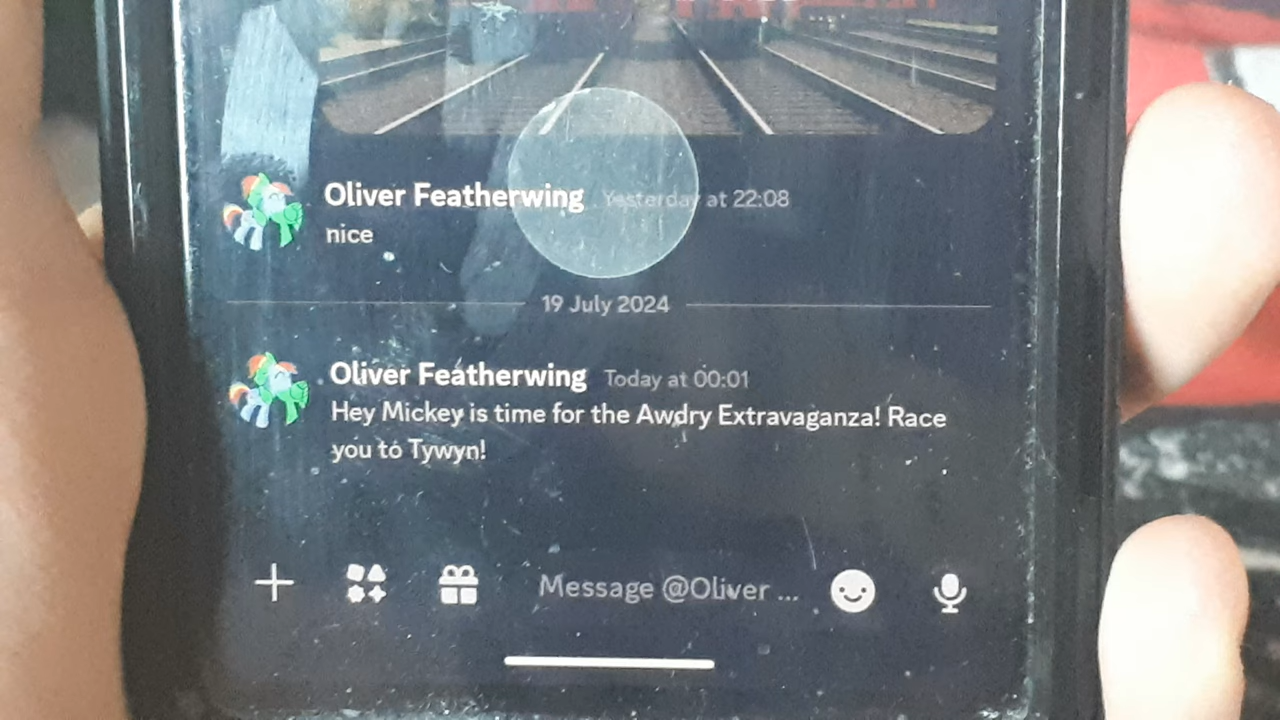 Oliver Featherwing Yesterday at 22:08
nice
19 July 2024
Oliver Featherwing Today at 00:01
Hey Mickey is time for the Awdry Extravaganza! Race
you to Tywyn!
Message @Oliver ...